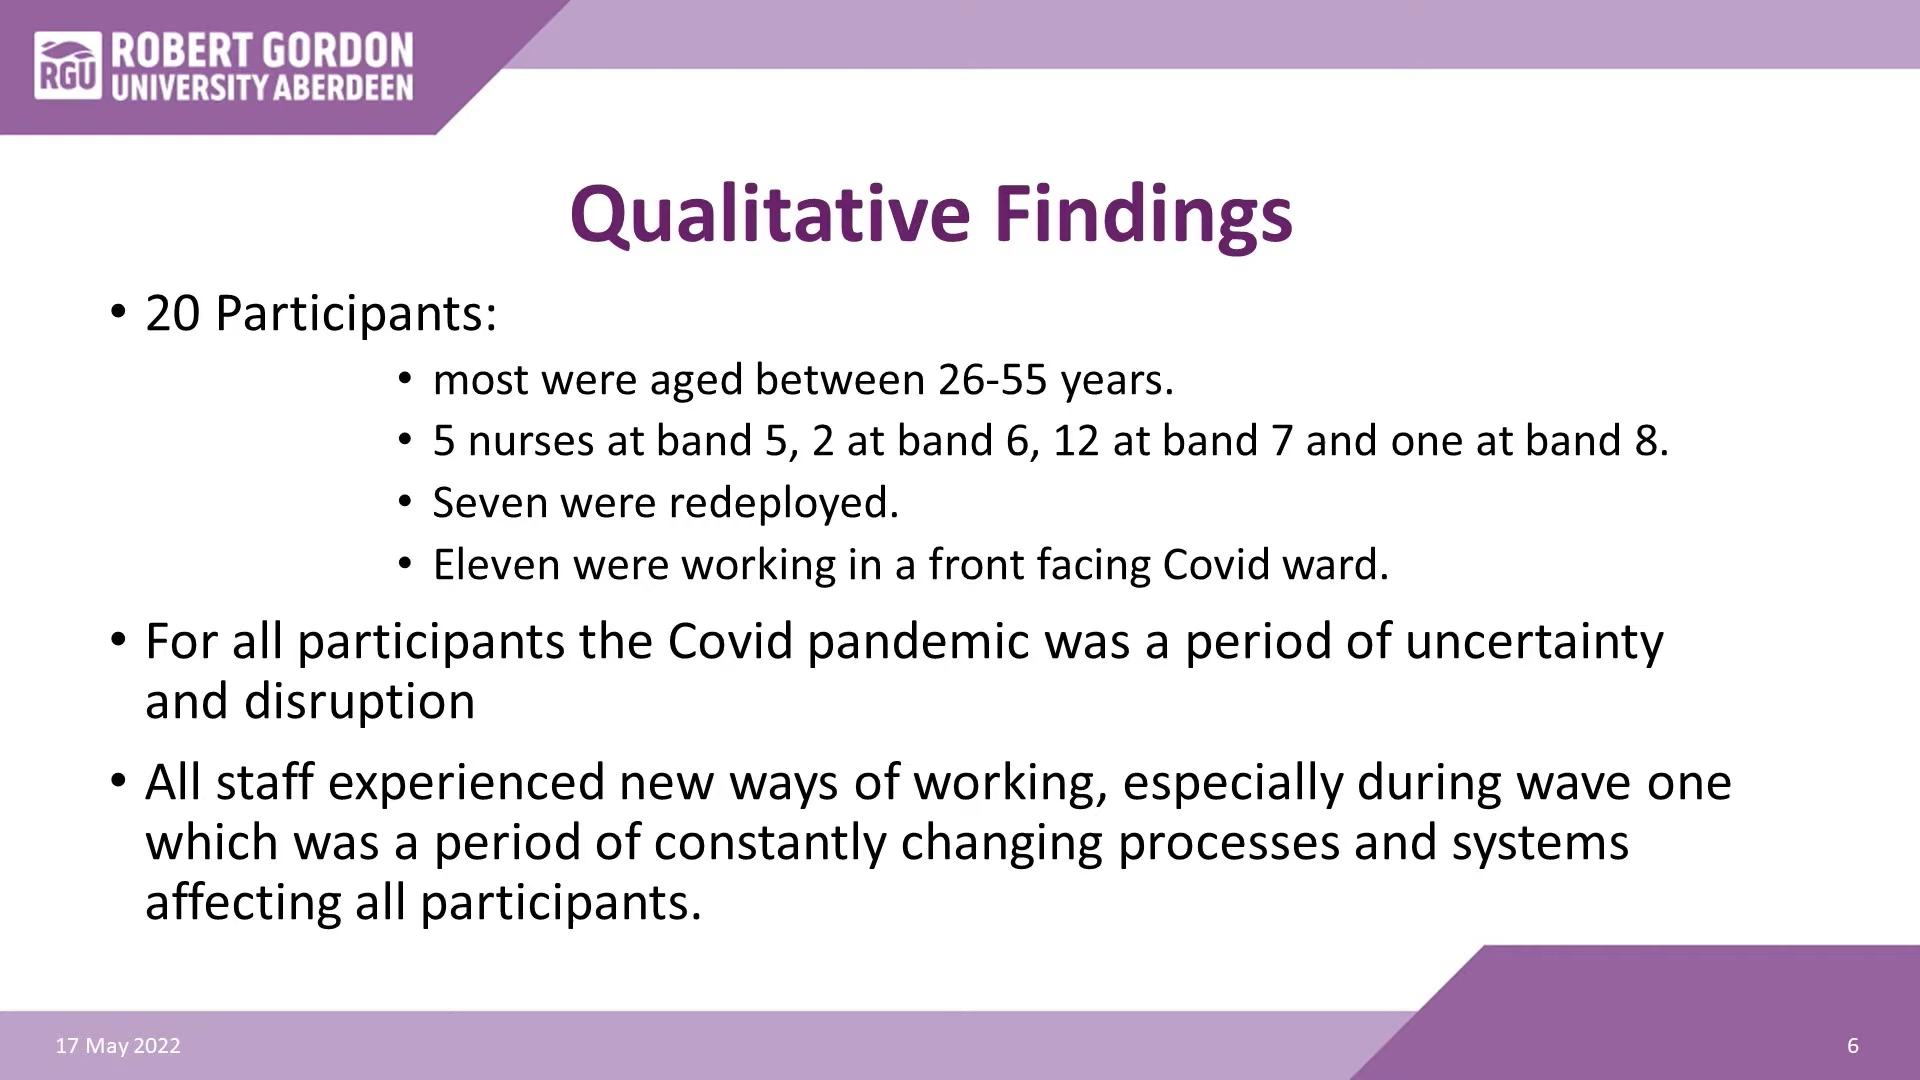 RGU
ROBERT GORDON
UNIVERSITY ABERDEEN
Qualitative Findings
• 20 Participants:
• most were aged between 26-55 years.
• 5 nurses at band 5, 2 at band 6, 12 at band 7 and one at band 8.
• Seven were redeployed.
• Eleven were working in a front facing Covid ward.
• For all participants the Covid pandemic was a period of uncertainty
and disruption
• All staff experienced new ways of working, especially during wave one
which was a period of constantly changing processes and systems
affecting all participants.
17 May 2022
6